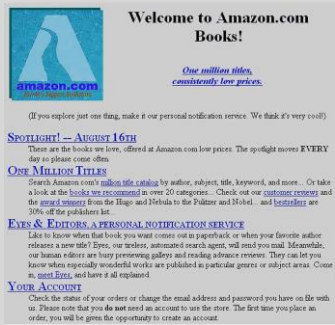 Welcome to Amazon.com
Books!
amazon.com
One million titles,
consistently low prices.
(If you explore just one thing, make it our personal notification service. We think it's very cool!)
SPOTLIGHT! -- AUGUST 16TH
These are the books we love, offered at Amazon.com low prices. The spotlight moves EVERY
day so please come often.
ONE MILLION TITLES
Search Amazon.com's million title catalog by author, subject, title, keyword, and more... Or take
a look at the books we recommend in over 20 categories... Check out our customer reviews and
the award winners from the Hugo and Nebula to the Pulitzer and Nobel... and bestsellers are
30% off the publishers list...
EYES & EDITORS, A PERSONAL NOTIFICATION SERVICE
Like to know when that book you want comes out in paperback or when your favorite author
releases a new title? Eyes, our tireless, automated search agent, will send you mail. Meanwhile,
our human editors are busy previewing galleys and reading advance reviews. They can let you
know when especially wonderful works are published in particular genres or subject areas. Come
in, meet Eyes, and have it all explained.
YOUR ACCOUNT
Check the status of your orders or change the email address and password you have on file with
us. Please note that you do not need an account to use the store. The first time you place an
order, you will be given the opportunity to create an account.